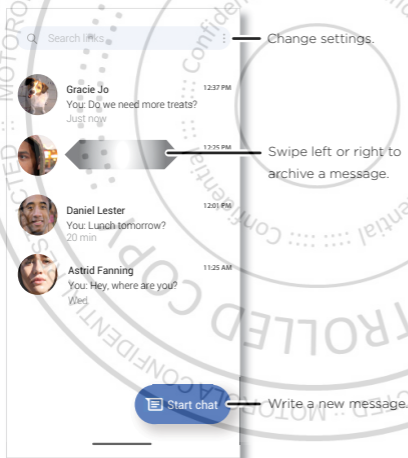 Search links
Change settings.
Gracie Jo
12:37 PM
You: Do we need more treats?
Just now
12:25 PM
Swipe left or right to
archive a message.
Daniel Lester
12:01 PM
You: Lunch tomorrow?
20 min
Astrid Fanning
11:25 AM
You: Hey, where are you?
Wed
Start chat
Write a new message.